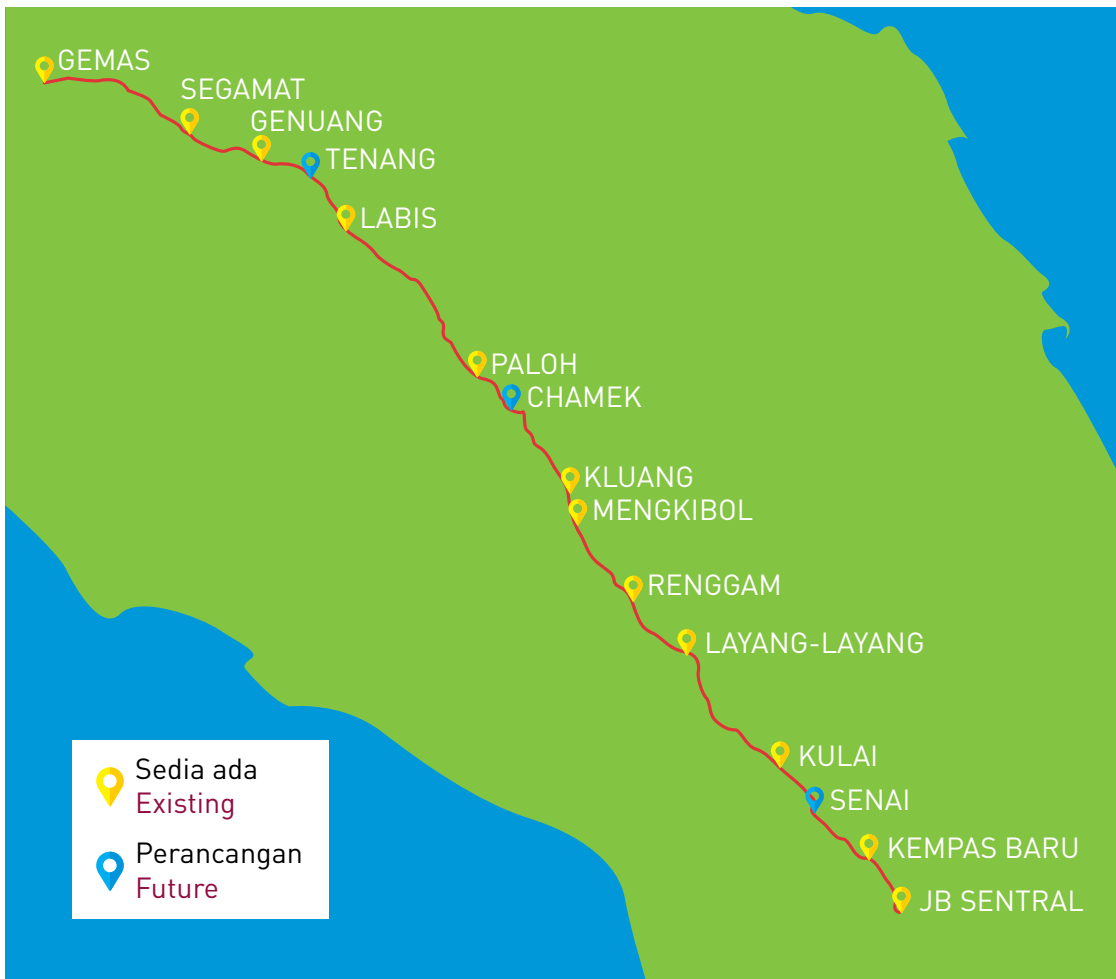 GEMAS
SEGAMAT
GENUANG
TENANG
LABIS
PALOH
CHAMEK
KLUANG
MENGKIBOL
RENGGAM
LAYANG-LAYANG
KULAI
SENAI
KEMPAS BARU
JB SENTRAL
Sedia ada
Existing
Perancangan
Future